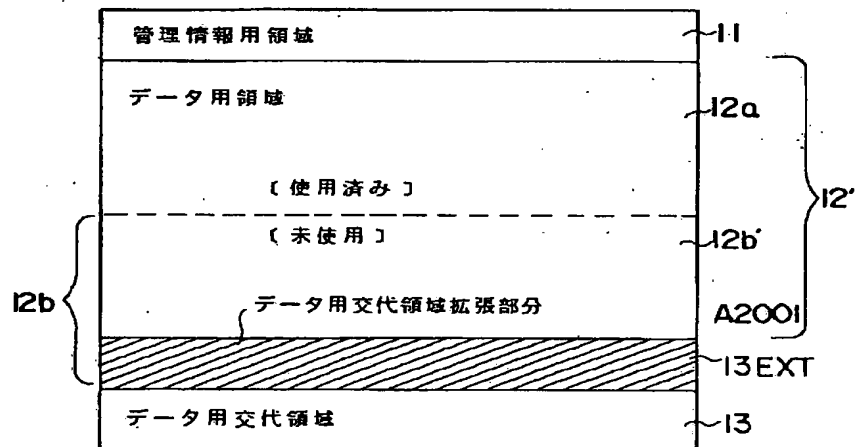 管理情報用領域
11
データ用領域
12a
〔使用済み〕
12'
〔未使用〕
12b'
12b
データ用交代領域拡張部分
A2001
13EXT
データ用交代領域
13